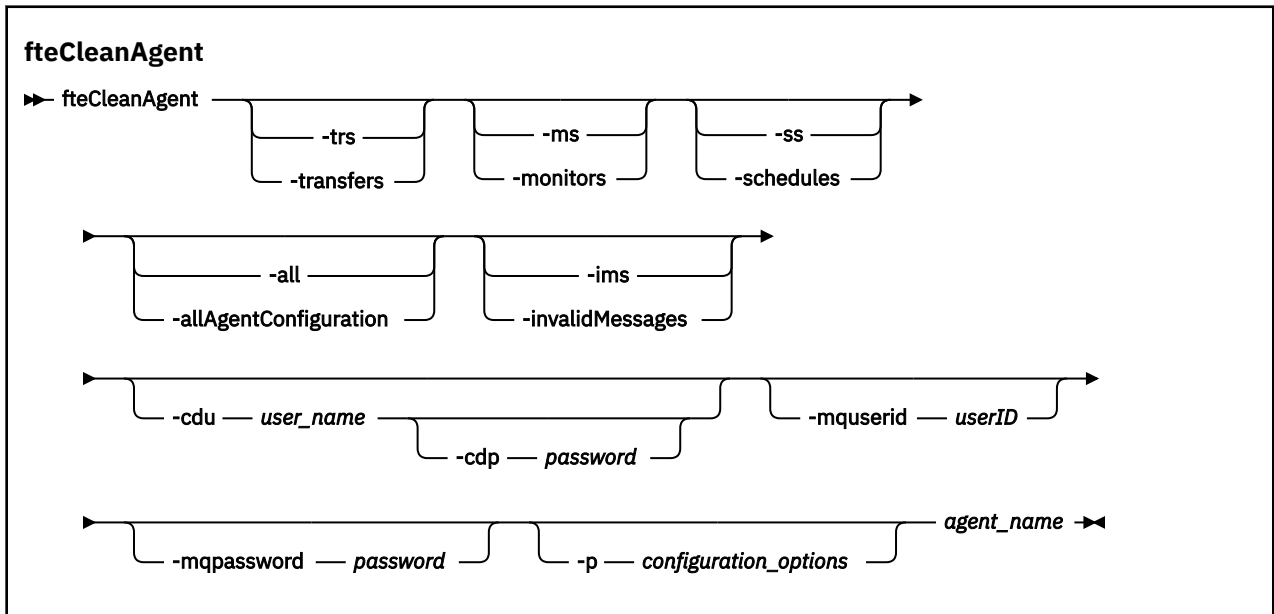 fteCleanAgent
fteCleanAgent
-trs -ms -ss
-transfers -monitors -schedules
-all -ims
-allAgentConfiguration -invalidMessages
-cdu user_name -mquserid userID
-cdp password
agent_name
-mqpassword password -p configuration_options